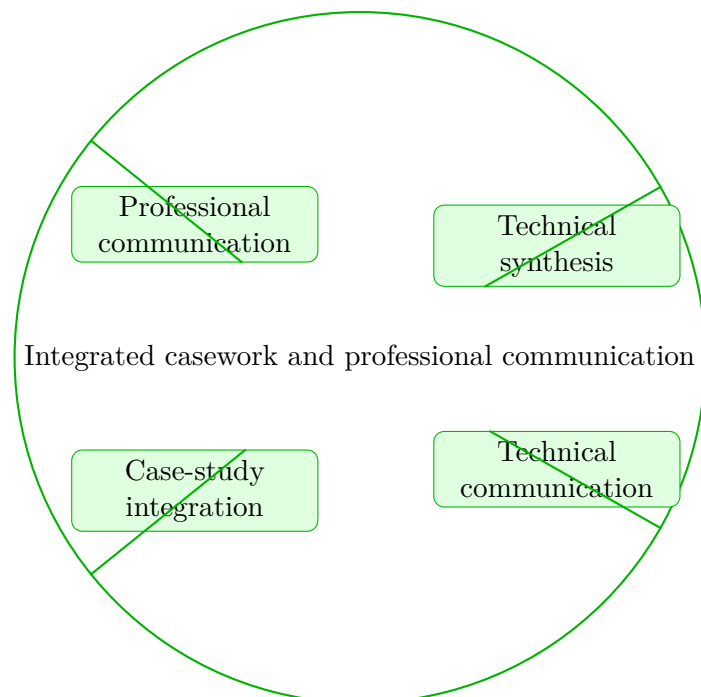 Professional
communication
Technical
synthesis
Integrated casework and professional communication
Case-study
integration
Technical
communication